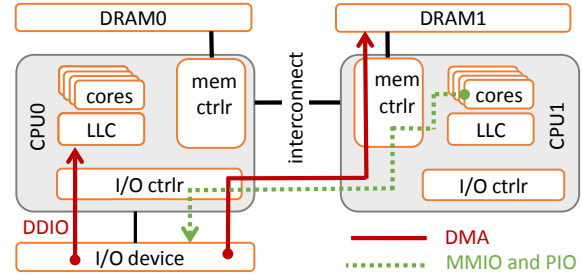 DRAM0
DRAM1
CPU0
cores
LLC
mem
ctrlr
I/O ctrlr
interconnect
mem
ctrlr
cores
LLC
CPU1
I/O ctrlr
DDIO
I/O device
DMA
MMIO and PIO